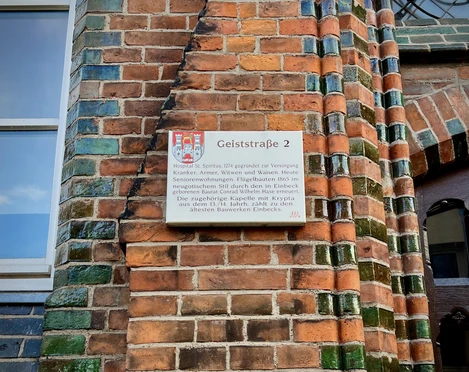 Geiststraße 2
Hospital St. Spiritus, 1274 gegründet zur Versorgung
Kranker, Armer, Witwen und Waisen. Heute
Seniorenwohnungen. Flügelbauten 1865 im
neugotischem Stil durch den in Einbeck
geborenen Baurat Conrad Wilhelm Hase erneuert.
Die zugehörige Kapelle mit Krypta
aus dem 13./14. Jahrh. zählt zu den
ältesten Bauwerken Einbecks.